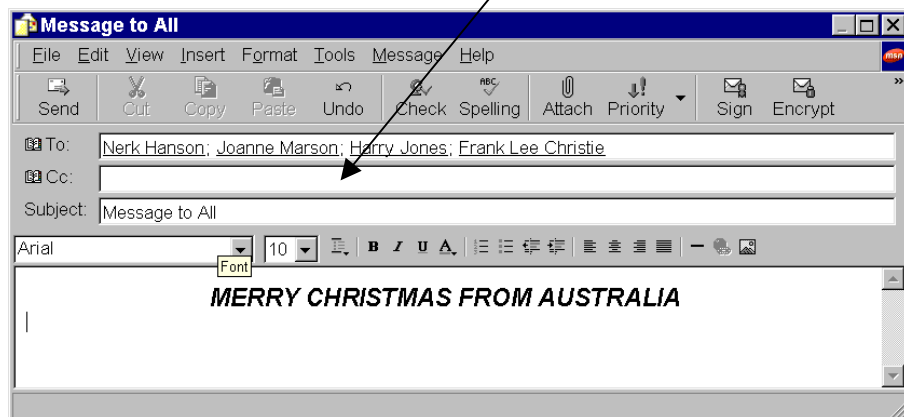 Message to All
File Edit View Insert Format Tools Message Help
msn
ABC
Send Cut Copy Paste Undo Check Spelling Attach Priority Sign Encrypt
To: Nerk Hanson; Joanne Marson; Harry Jones; Frank Lee Christie
Cc:
Subject: Message to All
Arial 10 B I U A
Font
MERRY CHRISTMAS FROM AUSTRALIA